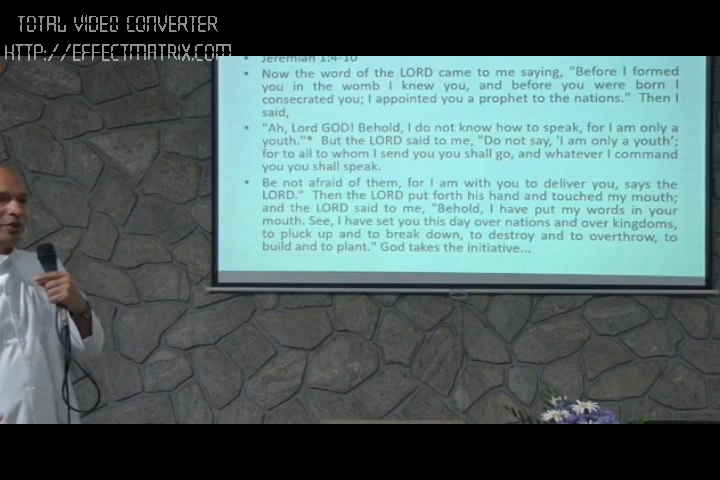 TOTAL VIDEO CONVERTER
HTTP://EFFECTMATRIX.COM
• Jeremiah 1:4-10
• Now the word of the LORD came to me saying, "Before I formed
you in the womb I knew you, and before you were born I
consecrated you; I appointed you a prophet to the nations." Then I
said,
• "Ah, Lord GOD! Behold, I do not know how to speak, for I am only a
youth."* But the LORD said to me, "Do not say, 'I am only a youth';
for to all to whom I send you you shall go, and whatever I command
you you shall speak.
• Be not afraid of them, for I am with you to deliver you, says the
LORD." Then the LORD put forth his hand and touched my mouth;
and the LORD said to me, "Behold, I have put my words in your
mouth. See, I have set you this day over nations and over kingdoms,
to pluck up and to break down, to destroy and to overthrow, to
build and to plant." God takes the initiative...